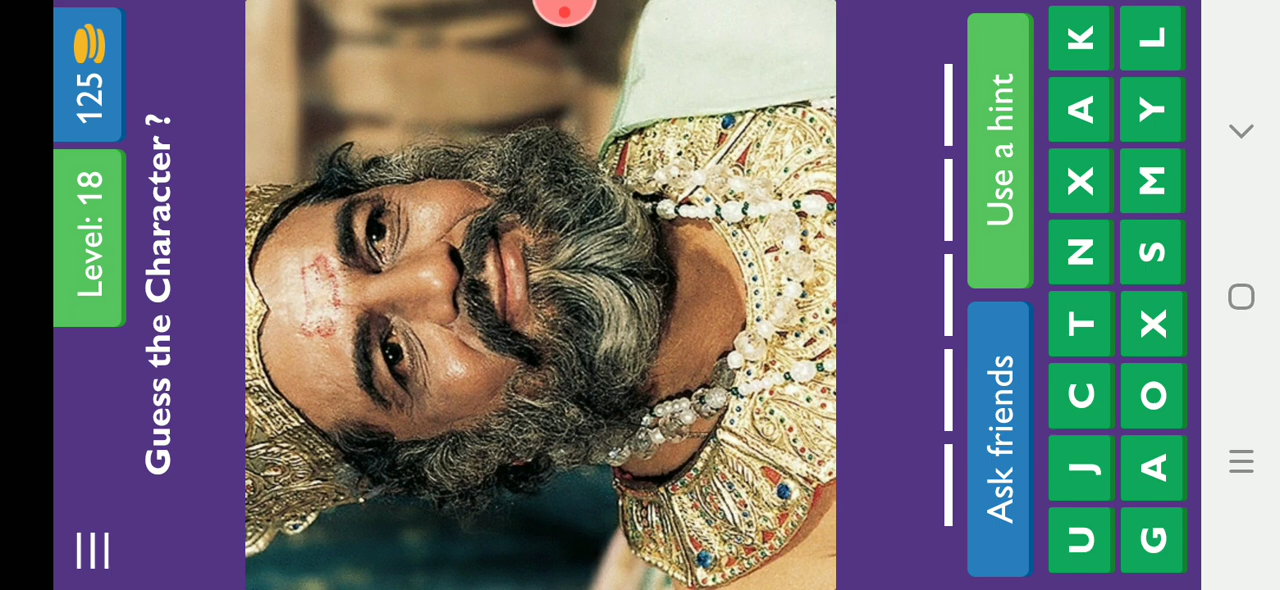 Level: 18
125
Guess the Character ?
Ask friends
Use a hint
U J C T N X A K
G A O X S M Y L